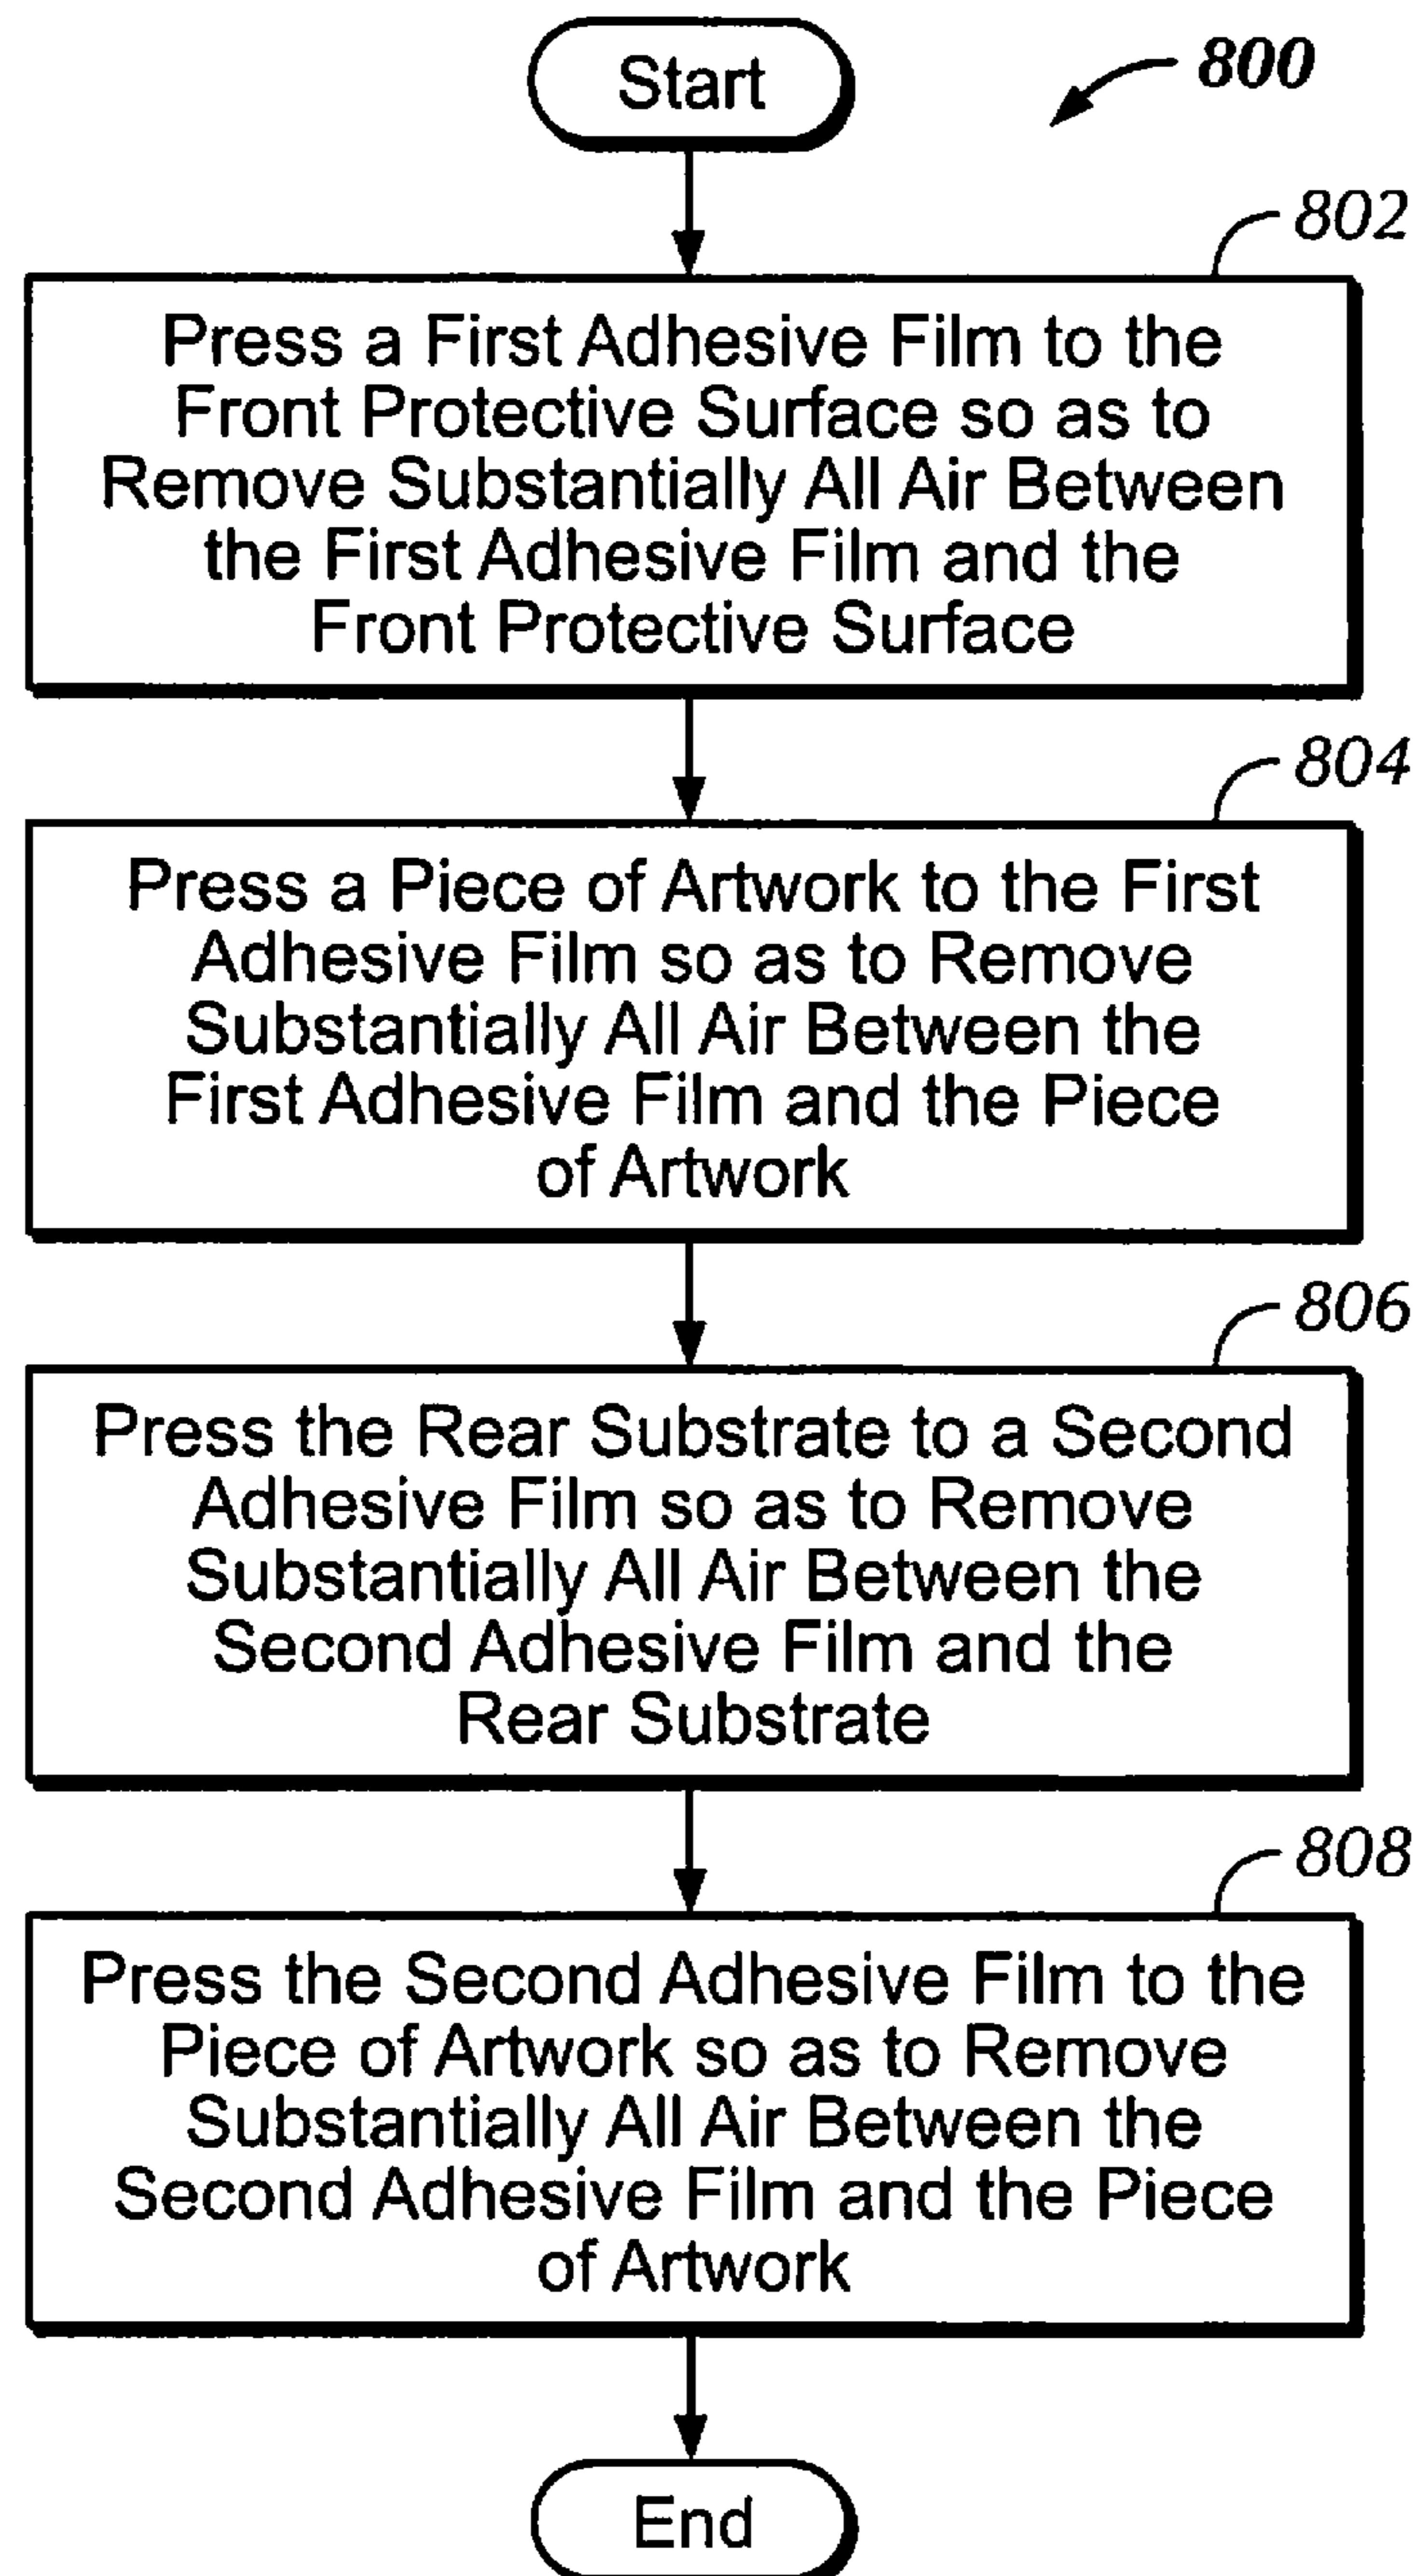 Start
800
802
Press a First Adhesive Film to the
Front Protective Surface so as to
Remove Substantially All Air Between
the First Adhesive Film and the
Front Protective Surface
804
Press a Piece of Artwork to the First
Adhesive Film so as to Remove
Substantially All Air Between the
First Adhesive Film and the Piece
of Artwork
806
Press the Rear Substrate to a Second
Adhesive Film so as to Remove
Substantially All Air Between the
Second Adhesive Film and the
Rear Substrate
808
Press the Second Adhesive Film to the
Piece of Artwork so as to Remove
Substantially All Air Between the
Second Adhesive Film and the Piece
of Artwork
End